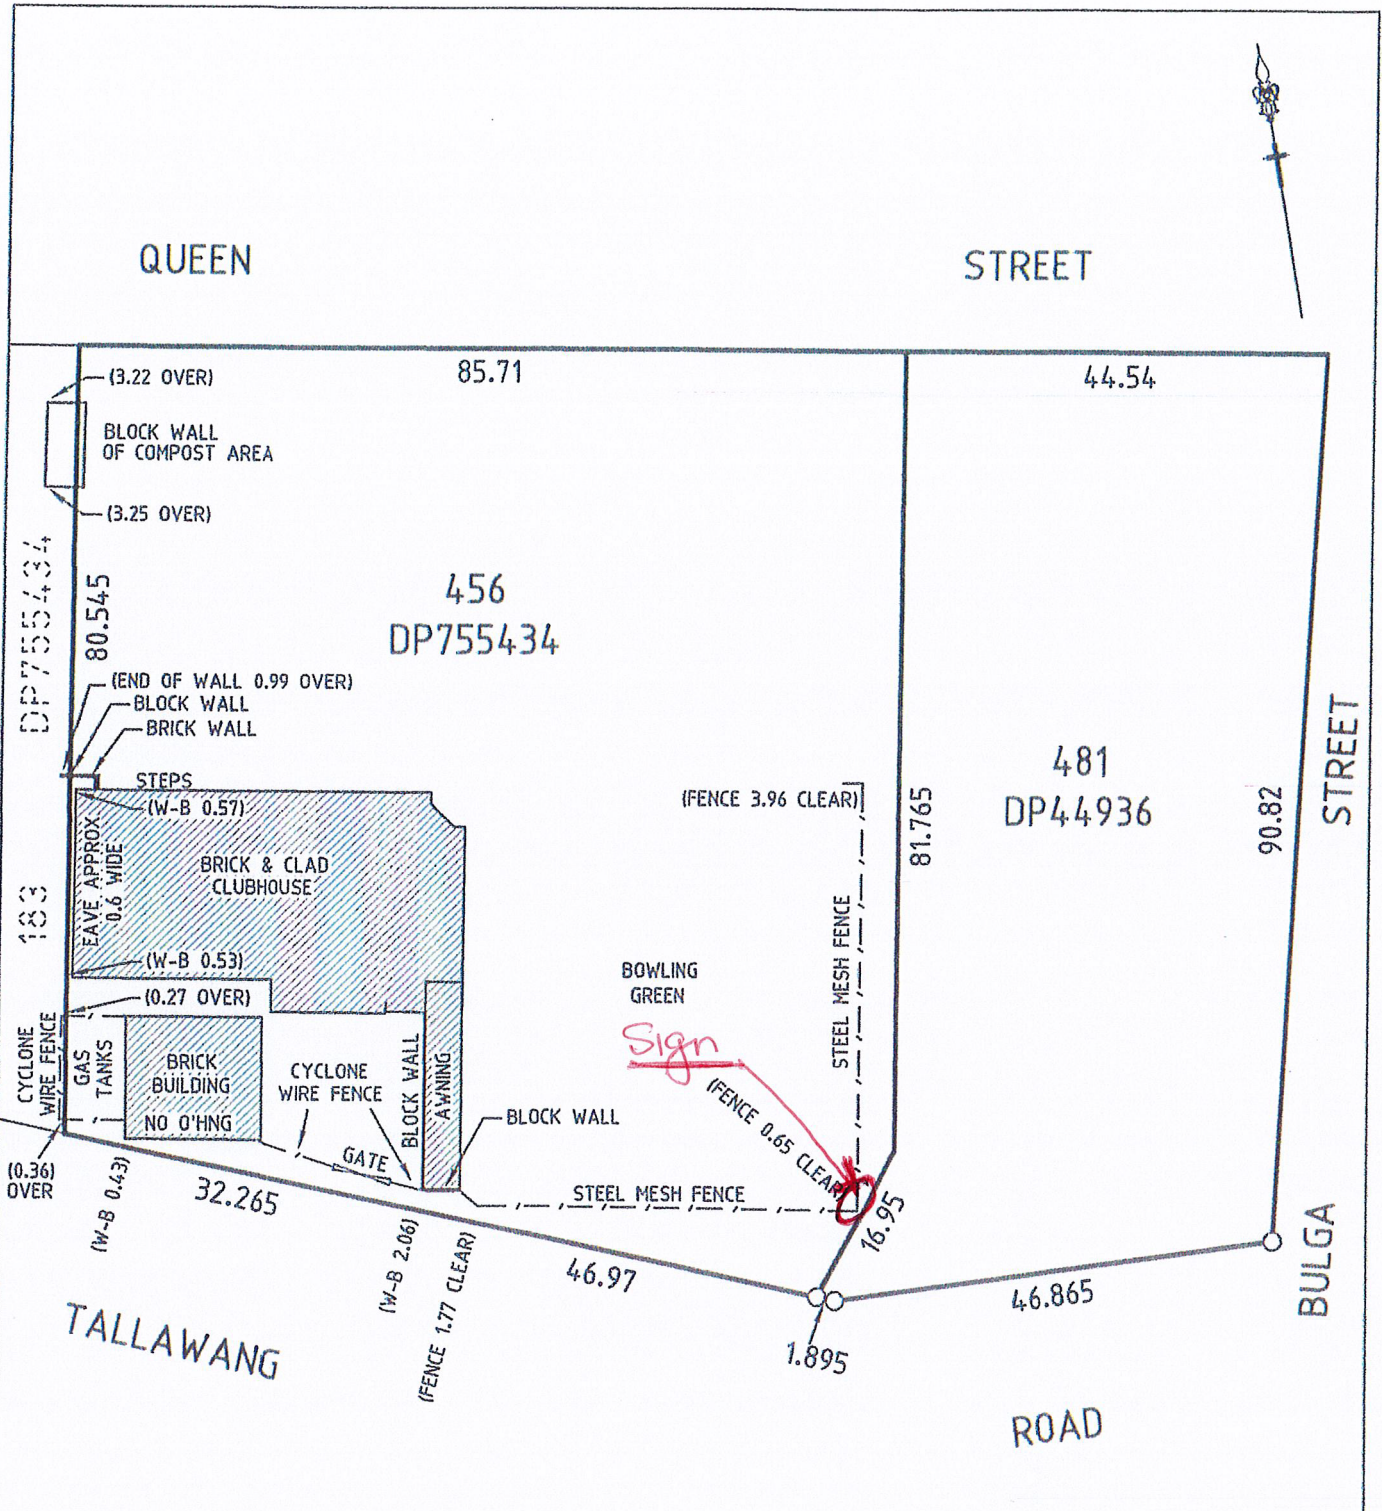 QUEEN STREET
85.71
44.54
(3.22 OVER)
BLOCK WALL
OF COMPOST AREA
(3.25 OVER)
DP755434
80.545
456
DP755434
(END OF WALL 0.99 OVER)
BLOCK WALL
BRICK WALL
STEPS
(W-B 0.57)
EAVE APPROX
0.6 WIDE
BRICK & CLAD
CLUBHOUSE
(W-B 0.53)
183
(0.27 OVER)
CYCLONE
WIRE FENCE
GAS
TANKS
BRICK
BUILDING
NO O'HNG
CYCLONE
WIRE FENCE
BLOCK WALL
AWNING
BLOCK WALL
GATE
(FENCE 3.96 CLEAR)
81.765
STEEL MESH FENCE
BOWLING
GREEN
Sign
(FENCE 0.65 CLEAR)
STEEL MESH FENCE
16.95
481
DP44936
90.82
BULGA STREET
(0.36)
OVER
(W-B 0.43)
32.265
(W-B 2.06)
(FENCE 1.77 CLEAR)
46.97
1.895
46.865
TALLAWANG ROAD